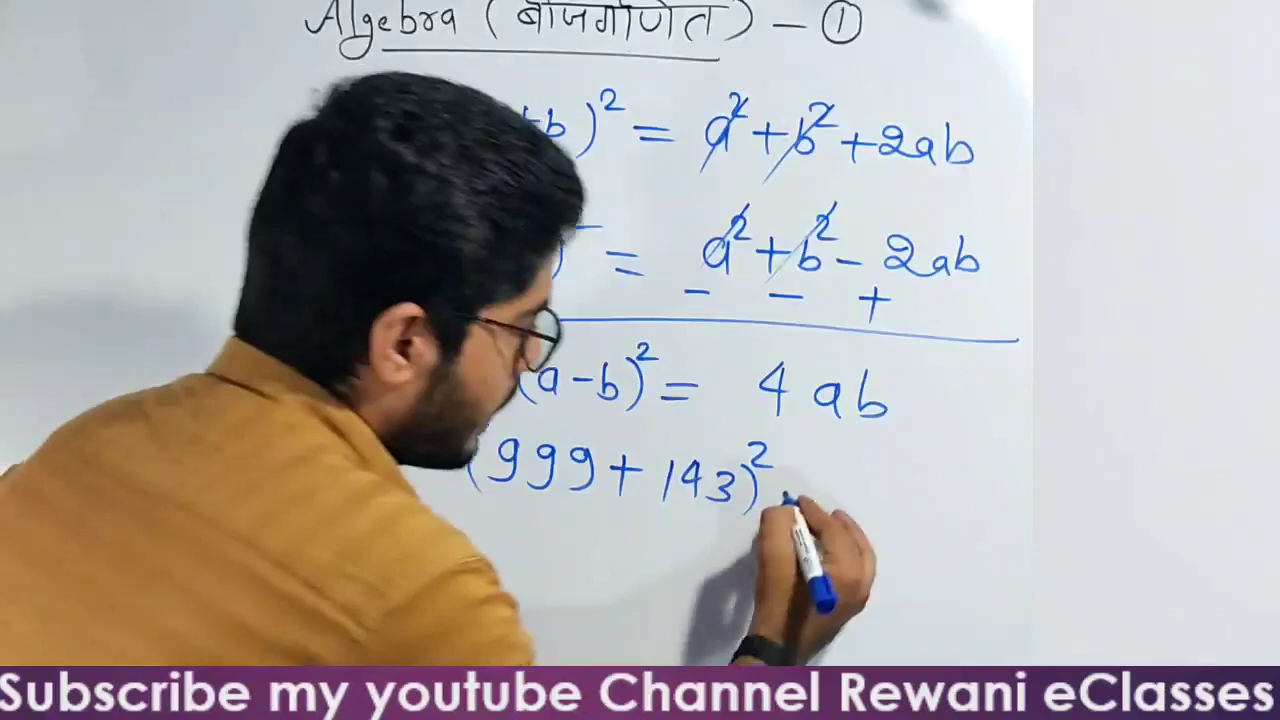 Algebra (बीजगणित) - ①
+b)² = a² + b² + 2ab
)² = a² + b² - 2ab
- - +
(a-b)² = 4ab
(999 + 143)²
Subscribe my youtube Channel Rewani eClasses